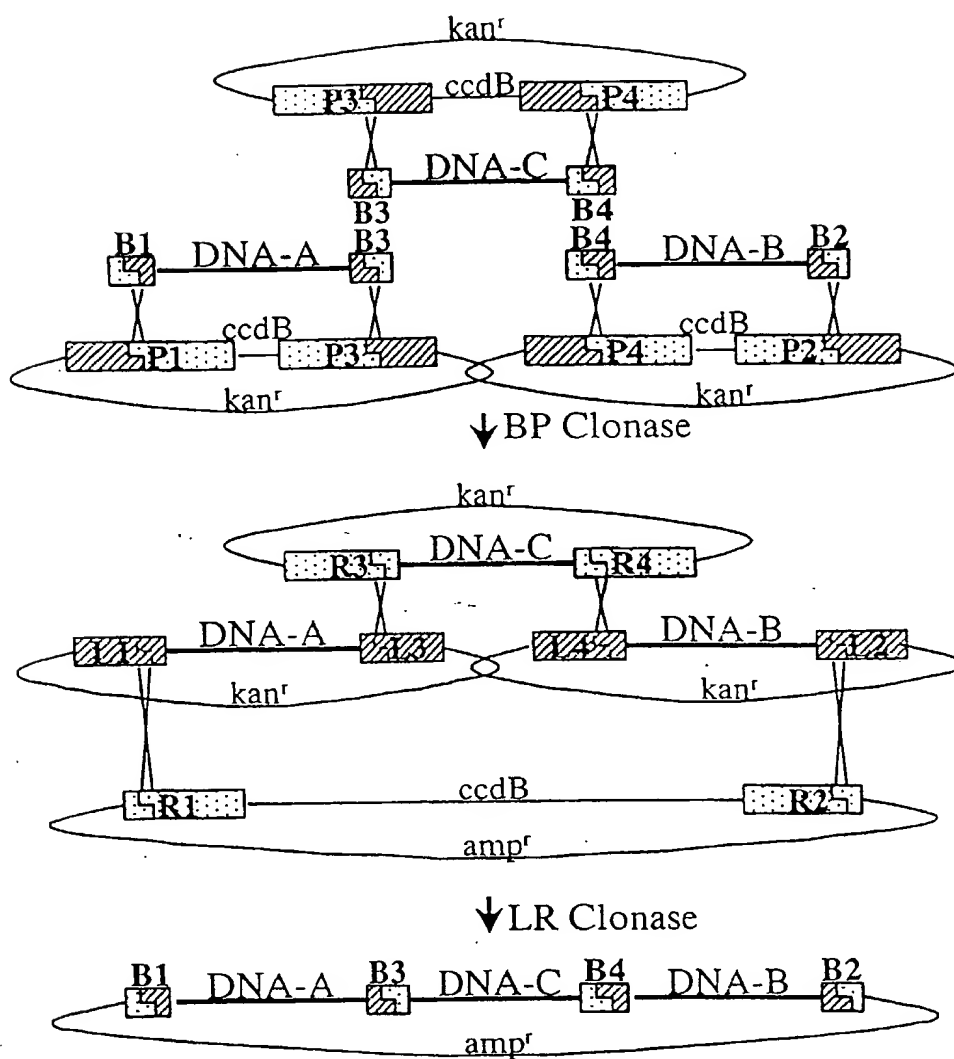 kanʳ
P3 ccdB P4
DNA-C
B3 B4
B1 DNA-A B3 B4 DNA-B B2
ccdB ccdB
P1 P3 P4 P2
kanʳ kanʳ
BP Clonase
kanʳ
R3 DNA-C R4
DNA-A DNA-B
L1 L3 L4 L2
kanʳ kanʳ
R1 ccdB R2
ampʳ
LR Clonase
B1 DNA-A B3 DNA-C B4 DNA-B B2
ampʳ